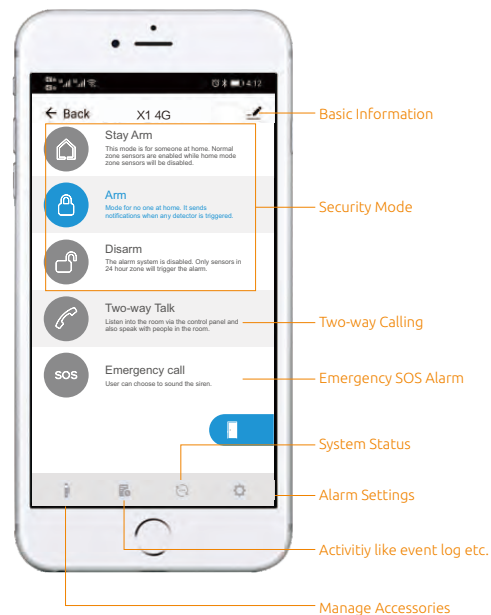 4:12
← Back
X1 4G
Basic Information
Stay Arm
This mode is for someone at home. Normal
zone sensors are enabled while home mode
zone sensors will be disabled.
Arm
Mode for no one at home. It sends
notifications when any detector is triggered.
Security Mode
Disarm
The alarm system is disabled. Only sensors in
24 hour zone will trigger the alarm.
Two-way Talk
Listen into the room via the control panel and
also speak with people in the room.
Two-way Calling
SOS
Emergency call
User can choose to sound the siren.
Emergency SOS Alarm
System Status
Alarm Settings
Activitiy like event log etc.
Manage Accessories